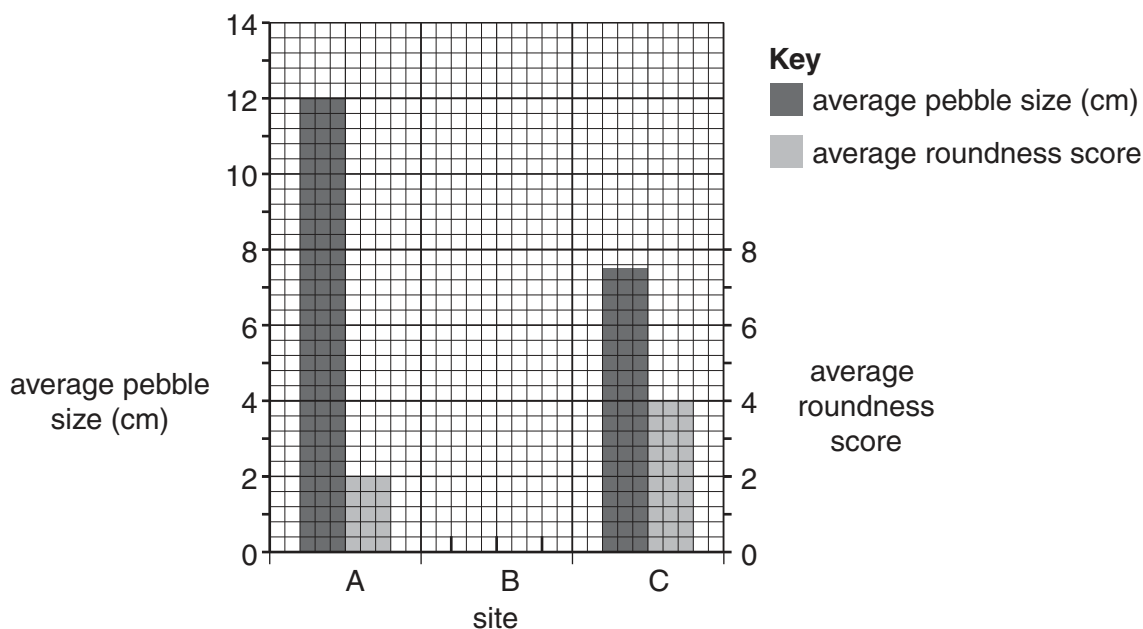 14
12
10
8
6
4
2
0
average pebble
size (cm)
A
B
C
site
8
6
4
2
0
average
roundness
score
Key
average pebble size (cm)
average roundness score